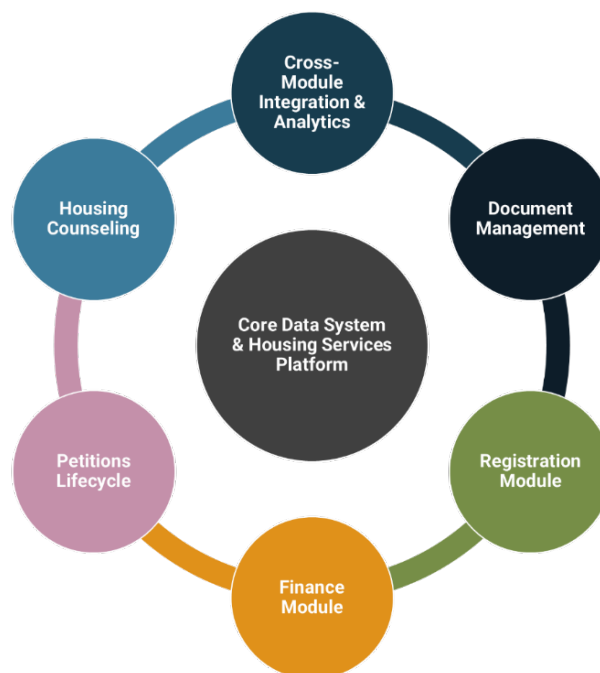 Cross-
Module
Integration &
Analytics
Document
Management
Registration
Module
Finance
Module
Petitions
Lifecycle
Housing
Counseling
Core Data System
& Housing Services
Platform